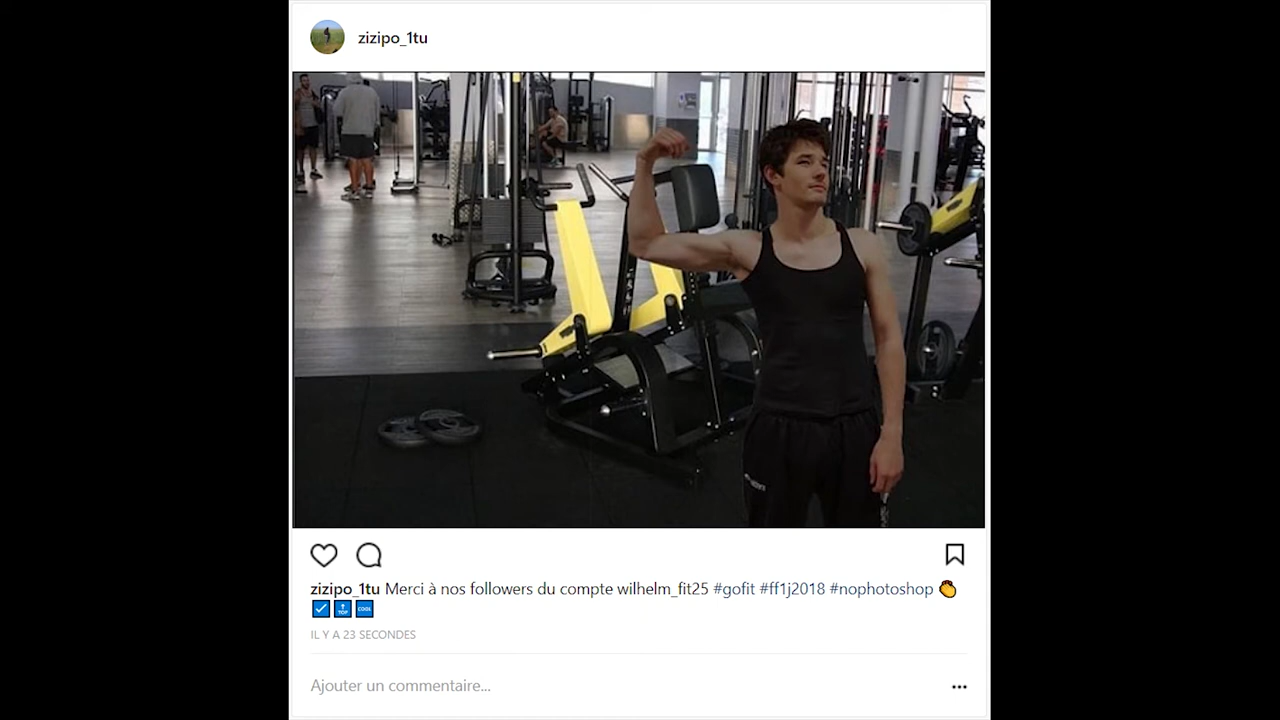 zizipo_1tu
zizipo_1tu Merci à nos followers du compte wilhelm_fit25 #gofit #ff1j2018 #nophotoshop 👏
☑️ 🔝 🆒
IL Y A 23 SECONDES
Ajouter un commentaire...